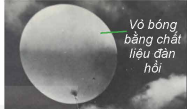 Vỏ bóng
bằng chất
liệu đàn
hồi